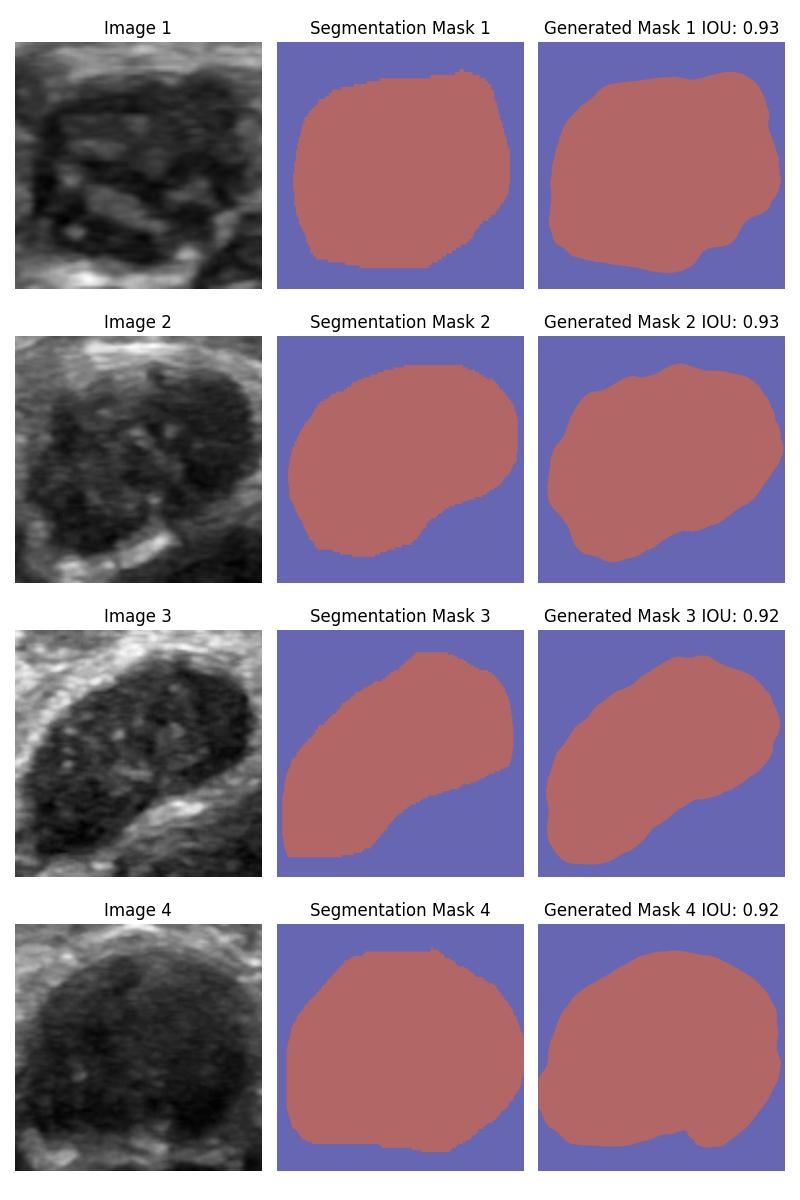 Image 1
Segmentation Mask 1
Generated Mask 1 IOU: 0.93
Image 2
Segmentation Mask 2
Generated Mask 2 IOU: 0.93
Image 3
Segmentation Mask 3
Generated Mask 3 IOU: 0.92
Image 4
Segmentation Mask 4
Generated Mask 4 IOU: 0.92